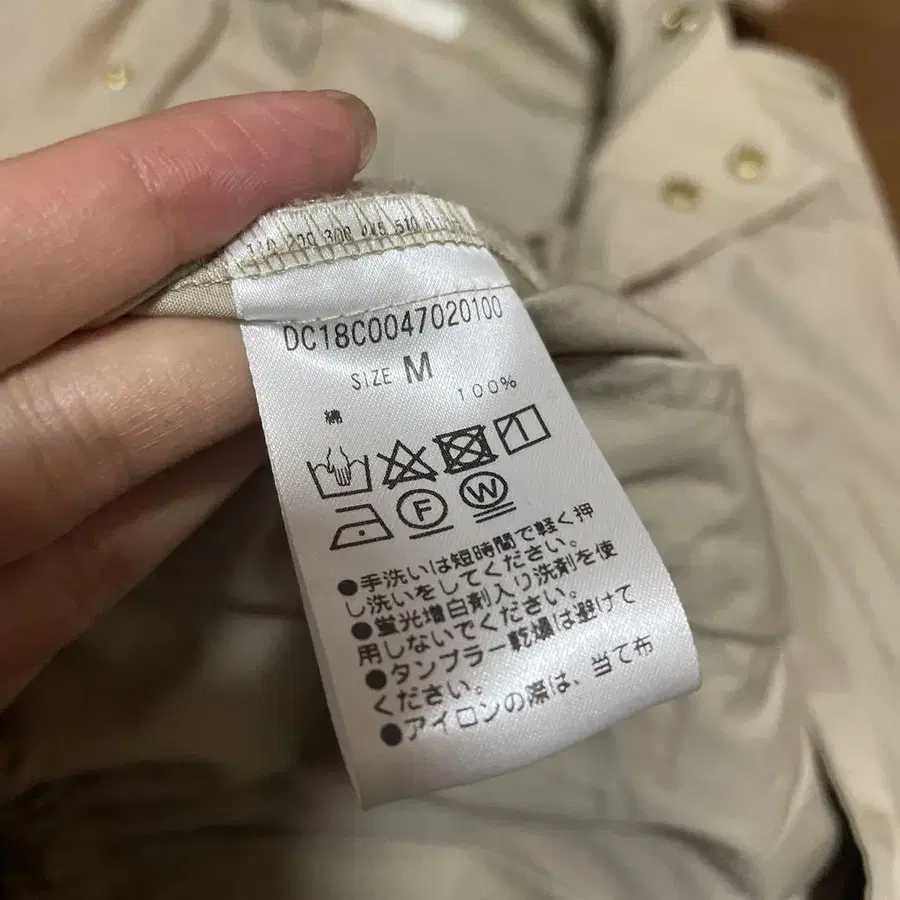 DC18C0047020100
SIZE M
綿 100%
F W
●手洗いは短時間で軽く押
し洗いをしてください。
●蛍光増白剤入り洗剤を使
用しないでください。
●タンブラー乾燥は避けて
ください。
●アイロンの際は、当て布